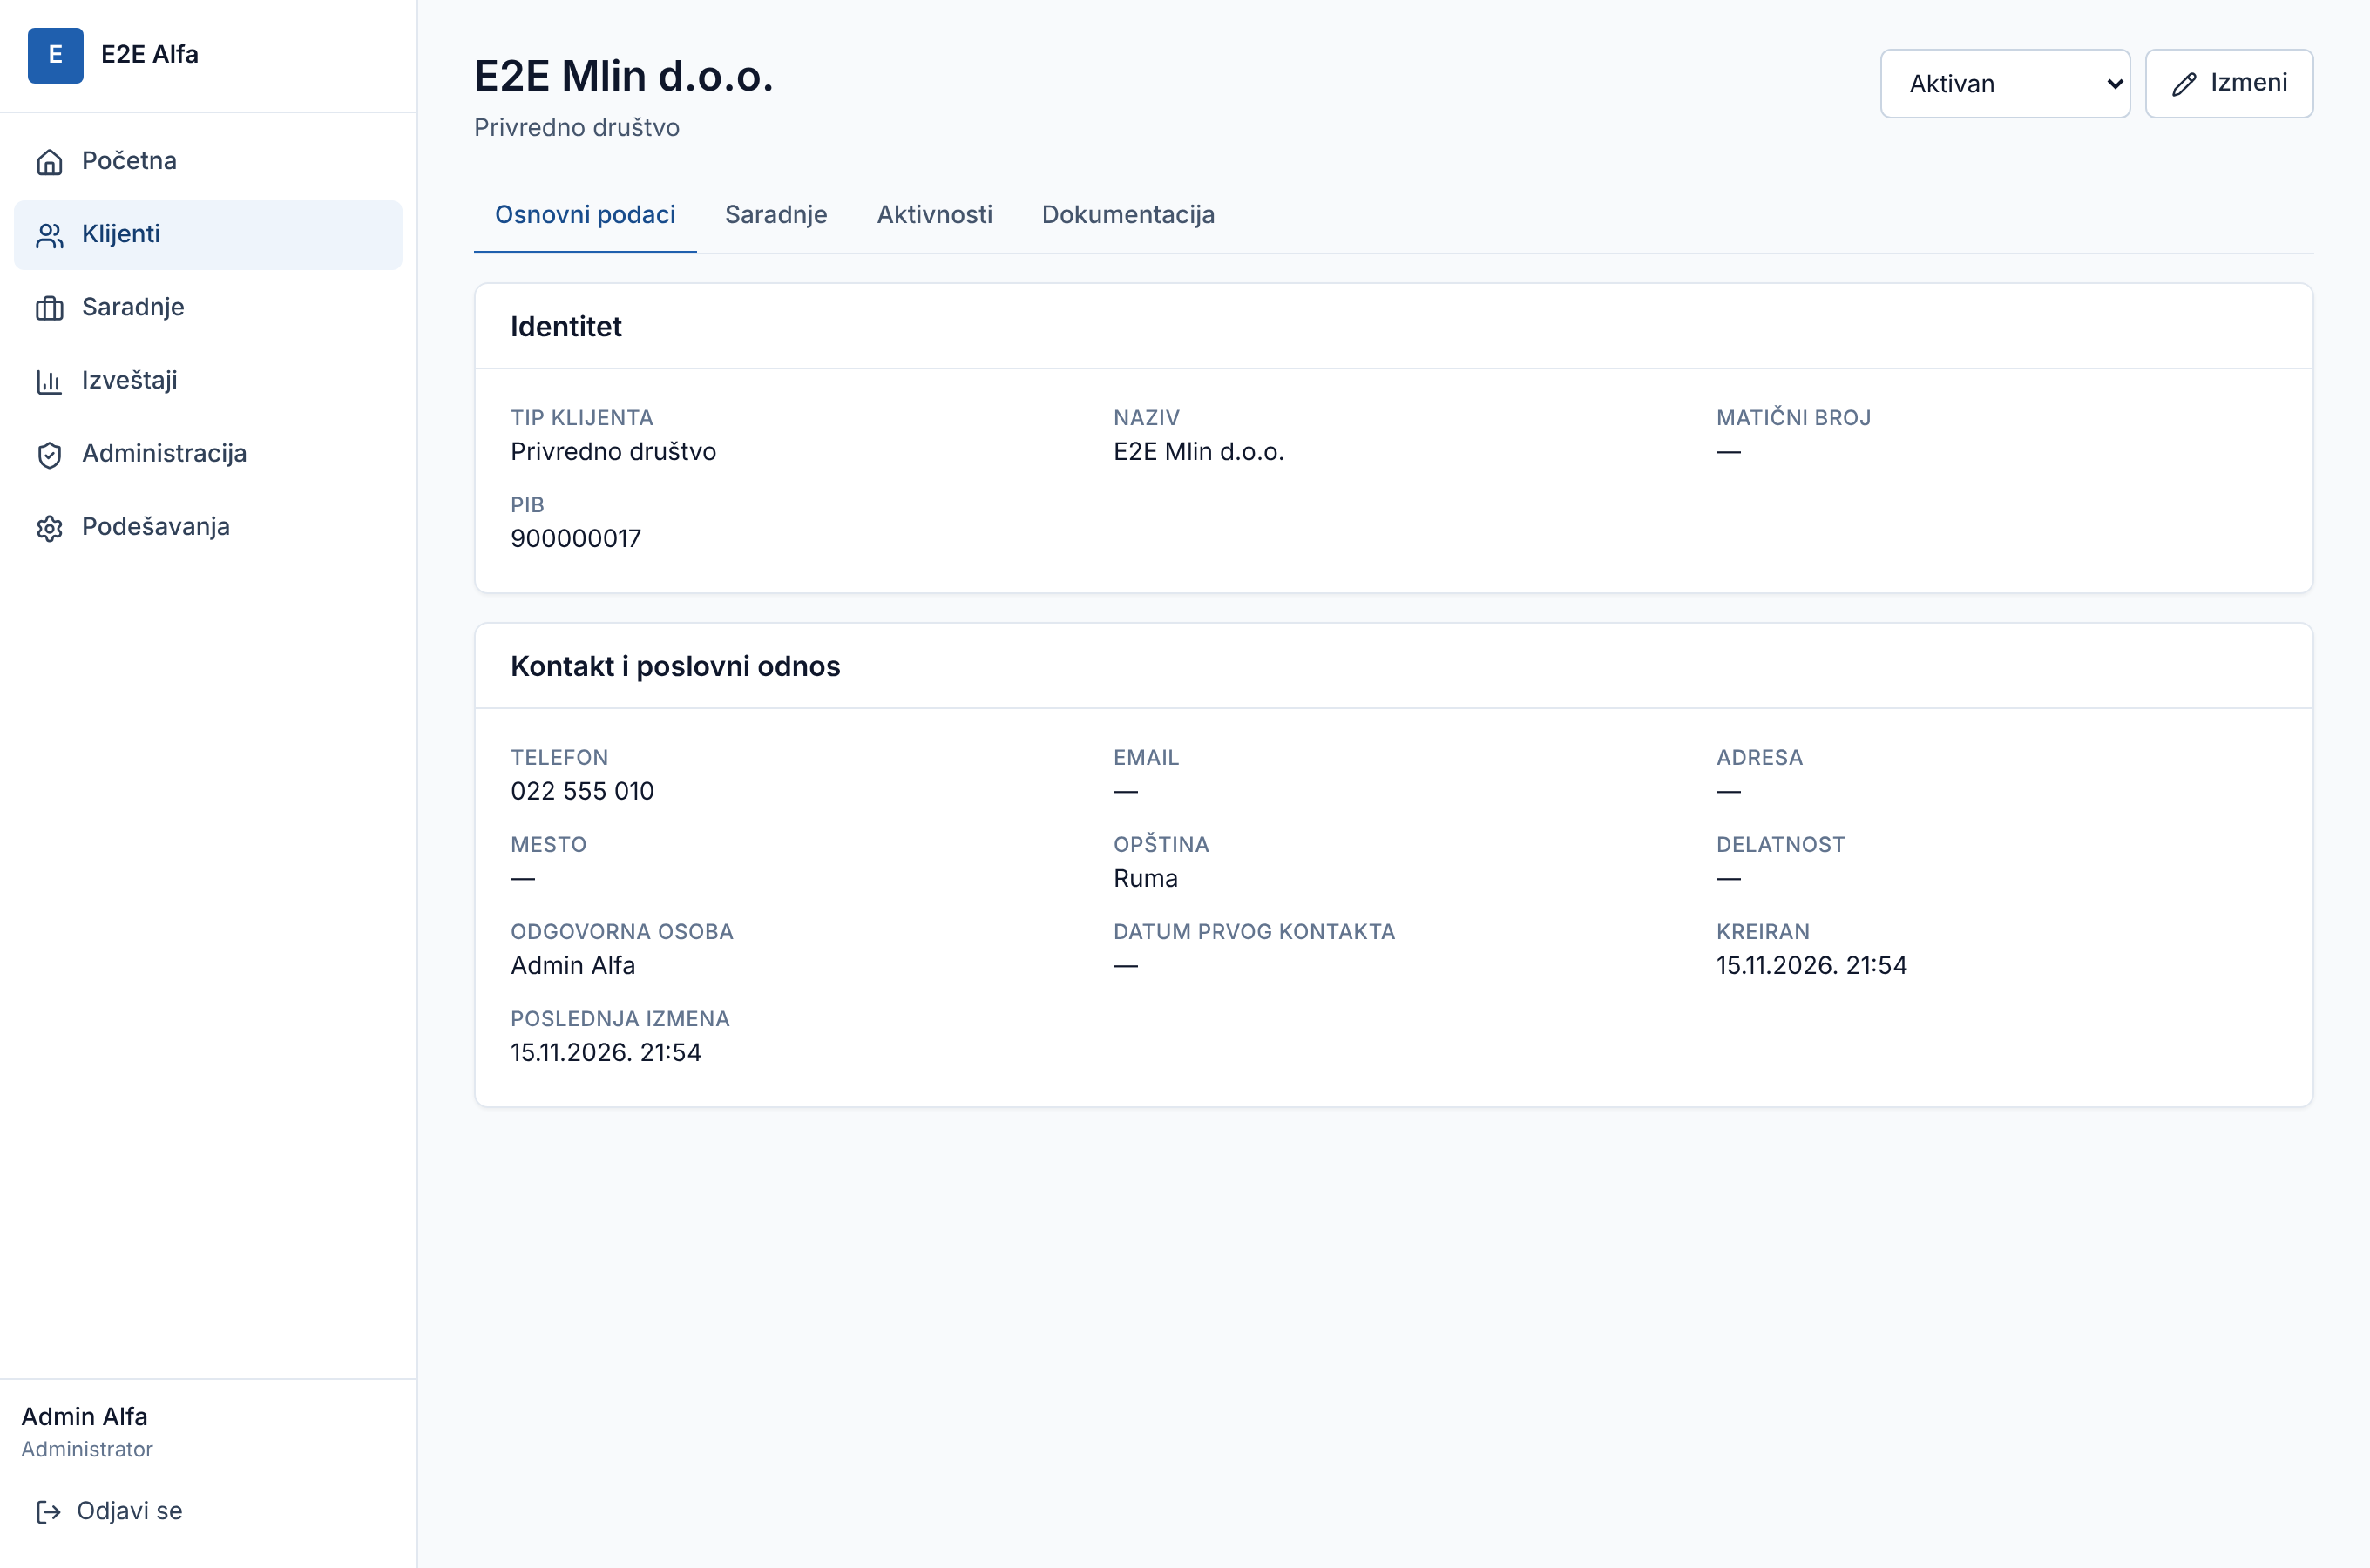 E
E2E Alfa
Početna
Klijenti
Saradnje
Izveštaji
Administracija
Podešavanja
Admin Alfa
Administrator
Odjavi se
E2E Mlin d.o.o.
Privredno društvo
Aktivan
Izmeni
Osnovni podaci Saradnje Aktivnosti Dokumentacija
Identitet
TIP KLIJENTA NAZIV MATIČNI BROJ
Privredno društvo E2E Mlin d.o.o. —
PIB
900000017
Kontakt i poslovni odnos
TELEFON EMAIL ADRESA
022 555 010 — —
MESTO OPŠTINA DELATNOST
— Ruma —
ODGOVORNA OSOBA DATUM PRVOG KONTAKTA KREIRAN
Admin Alfa — 15.11.2026. 21:54
POSLEDNJA IZMENA
15.11.2026. 21:54